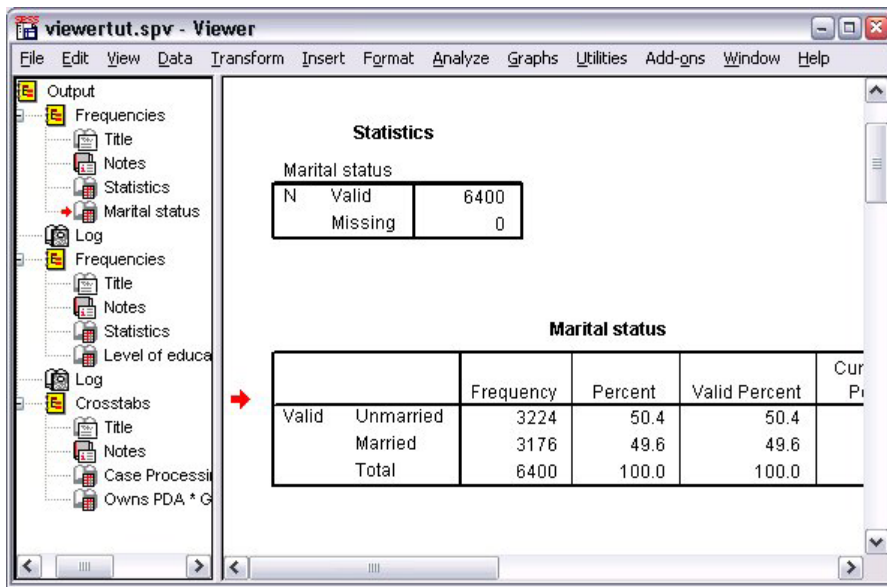 viewertut.spv - Viewer
File Edit View Data Transform Insert Format Analyze Graphs Utilities Add-ons Window Help
Output
Frequencies
Title
Notes
Statistics
Marital status
Log
Frequencies
Title
Notes
Statistics
Level of educa
Log
Crosstabs
Title
Notes
Case Processi
Owns PDA * G
Statistics
Marital status
N Valid 6400
Missing 0
Marital status
Cur
Frequency Percent Valid Percent P
Valid Unmarried 3224 50.4 50.4
Married 3176 49.6 49.6
Total 6400 100.0 100.0